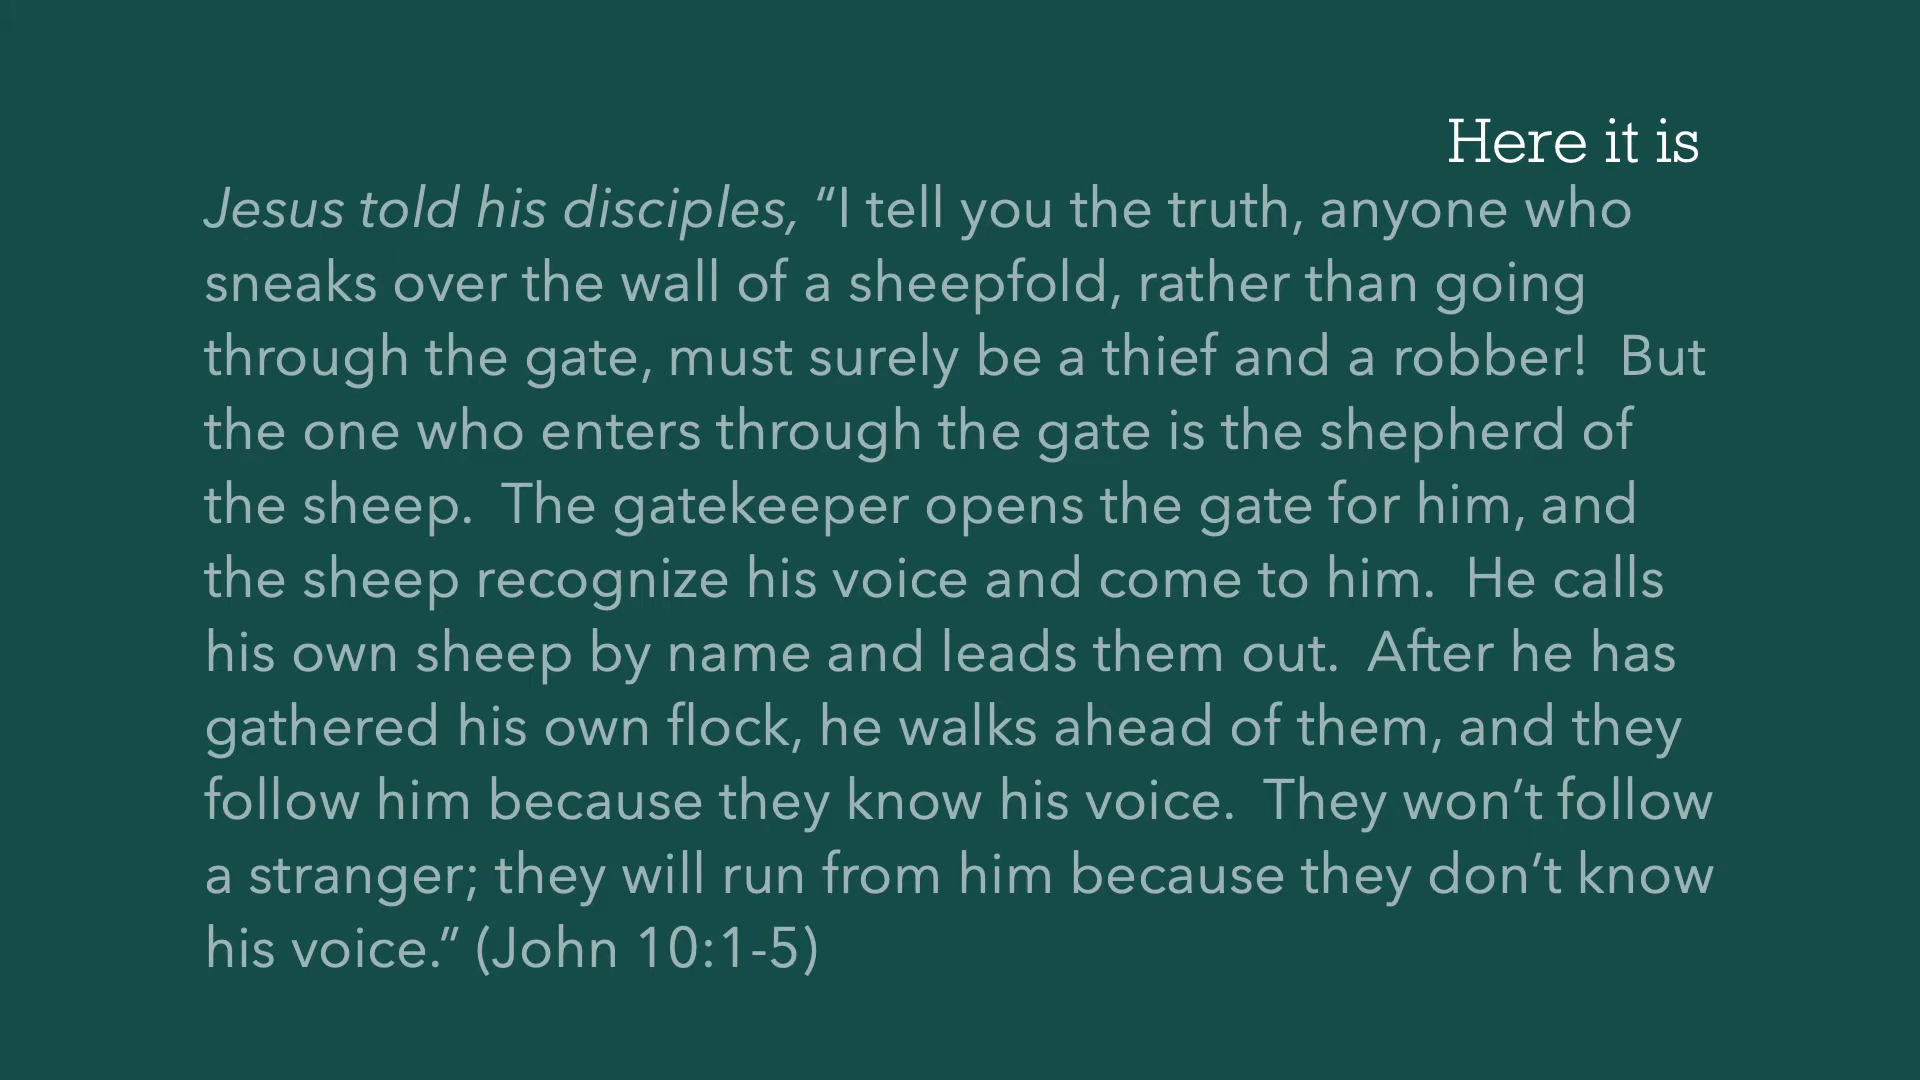 Here it is
Jesus told his disciples, “I tell you the truth, anyone who
sneaks over the wall of a sheepfold, rather than going
through the gate, must surely be a thief and a robber!  But
the one who enters through the gate is the shepherd of
the sheep.  The gatekeeper opens the gate for him, and
the sheep recognize his voice and come to him.  He calls
his own sheep by name and leads them out.  After he has
gathered his own flock, he walks ahead of them, and they
follow him because they know his voice.  They won’t follow
a stranger; they will run from him because they don’t know
his voice.” (John 10:1-5)